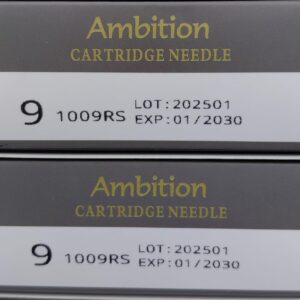 Ambition
CARTRIDGE NEEDLE
9 1009RS LOT:202501
EXP:01/2030
Ambition
CARTRIDGE NEEDLE
9 1009RS LOT:202501
EXP:01/2030